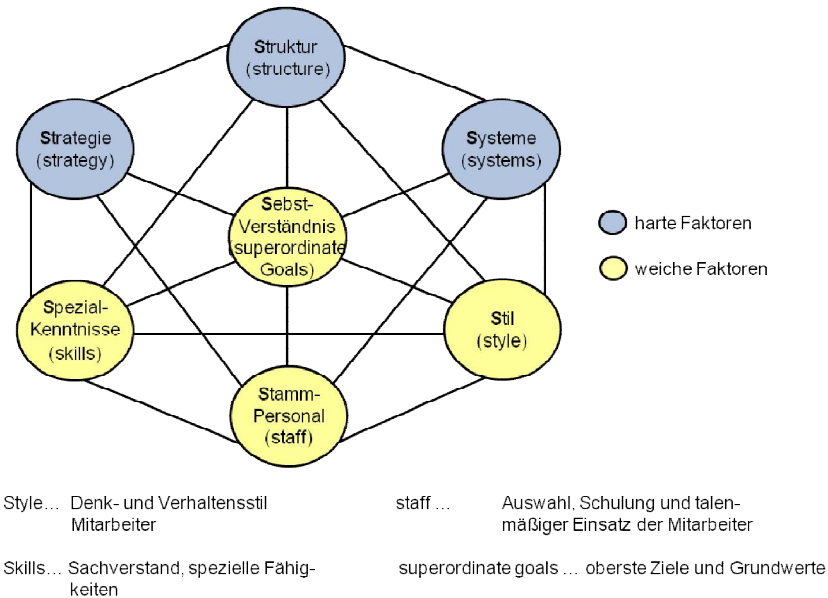 Struktur
(structure)
Strategie
(strategy)
Systeme
(systems)
Sebst-
Verständnis
(superordinate
Goals)
harte Faktoren
weiche Faktoren
Spezial-
Kenntnisse
(skills)
Stil
(style)
Stamm-
Personal
(staff)
Style... Denk- und Verhaltensstil
Mitarbeiter
staff ... Auswahl, Schulung und talen-
mäßiger Einsatz der Mitarbeiter
Skills... Sachverstand, spezielle Fähig-
keiten
superordinate goals ... oberste Ziele und Grundwerte